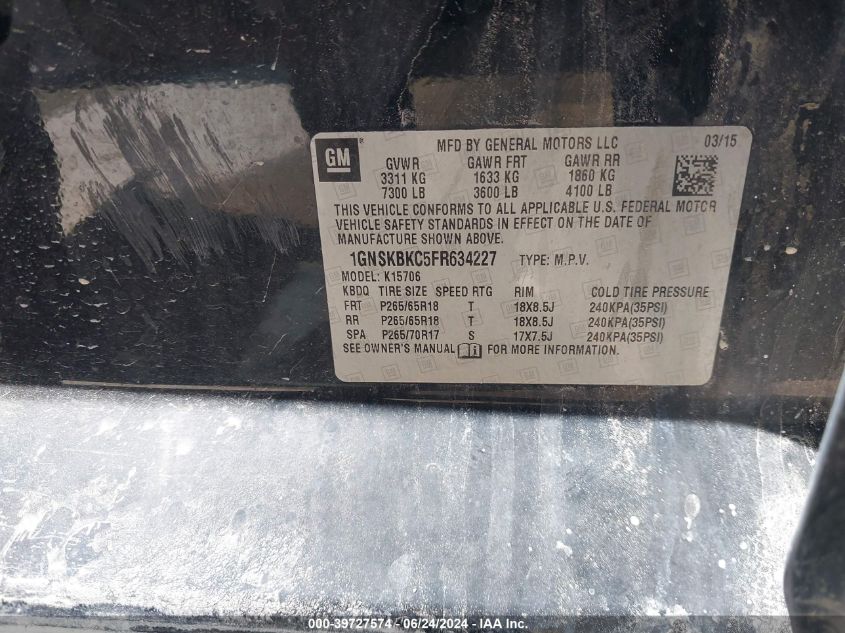 GM
MFD BY GENERAL MOTORS LLC 03/15
GVWR GAWR FRT GAWR RR
3311 KG 1633 KG 1860 KG
7300 LB 3600 LB 4100 LB
THIS VEHICLE CONFORMS TO ALL APPLICABLE U.S. FEDERAL MOTOR
VEHICLE SAFETY STANDARDS IN EFFECT ON THE DATE OF
MANUFACTURE SHOWN ABOVE.
1GNSKBKC5FR634227 TYPE: M.P.V.
MODEL: K15706
KBDQ TIRE SIZE SPEED RTG RIM COLD TIRE PRESSURE
FRT P265/65R18 T 18X8.5J 240KPA(35PSI)
RR P265/65R18 T 18X8.5J 240KPA(35PSI)
SPA P265/70R17 S 17X7.5J 240KPA(35PSI)
SEE OWNER'S MANUAL FOR MORE INFORMATION.
000-39727574 - 06/24/2024 - IAA Inc.